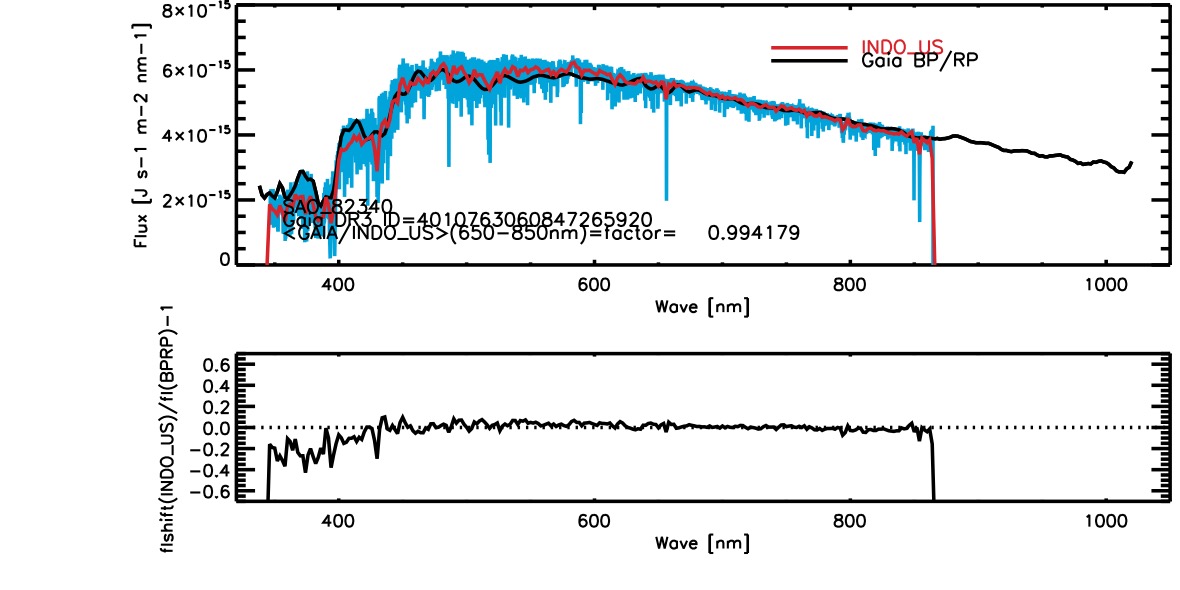 8×10−15
6×10−15
4×10−15
2×10−15
0
Flux [J s−1 m−2 nm−1]
INDO_US
Gaia BP/RP
SAO_82340
Gaia DR3 ID=4010763060847265920
<GAIA/INDO_US>(650−850nm)=factor= 0.994179
400 600 800 1000
Wave [nm]
flshift(INDO_US)/fl(BPRP)−1
0.6
0.4
0.2
0.0
−0.2
−0.4
−0.6
400 600 800 1000
Wave [nm]